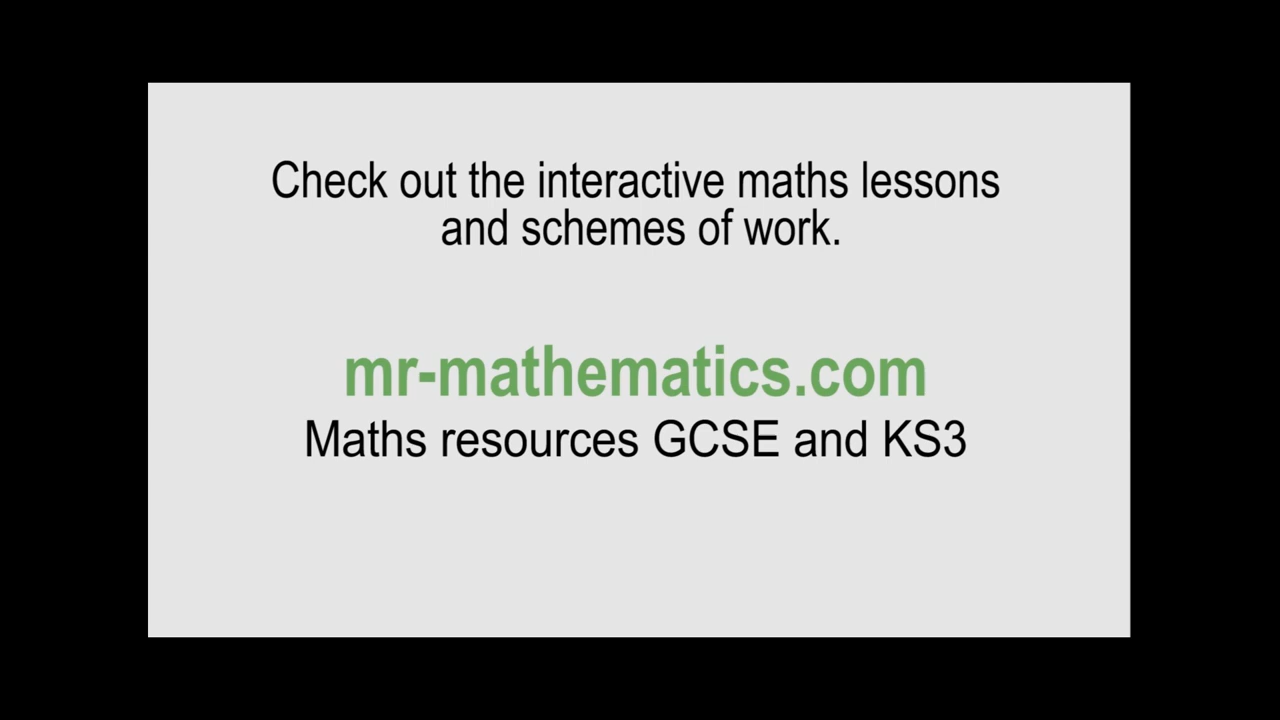 Check out the interactive maths lessons
and schemes of work.
mr-mathematics.com
Maths resources GCSE and KS3